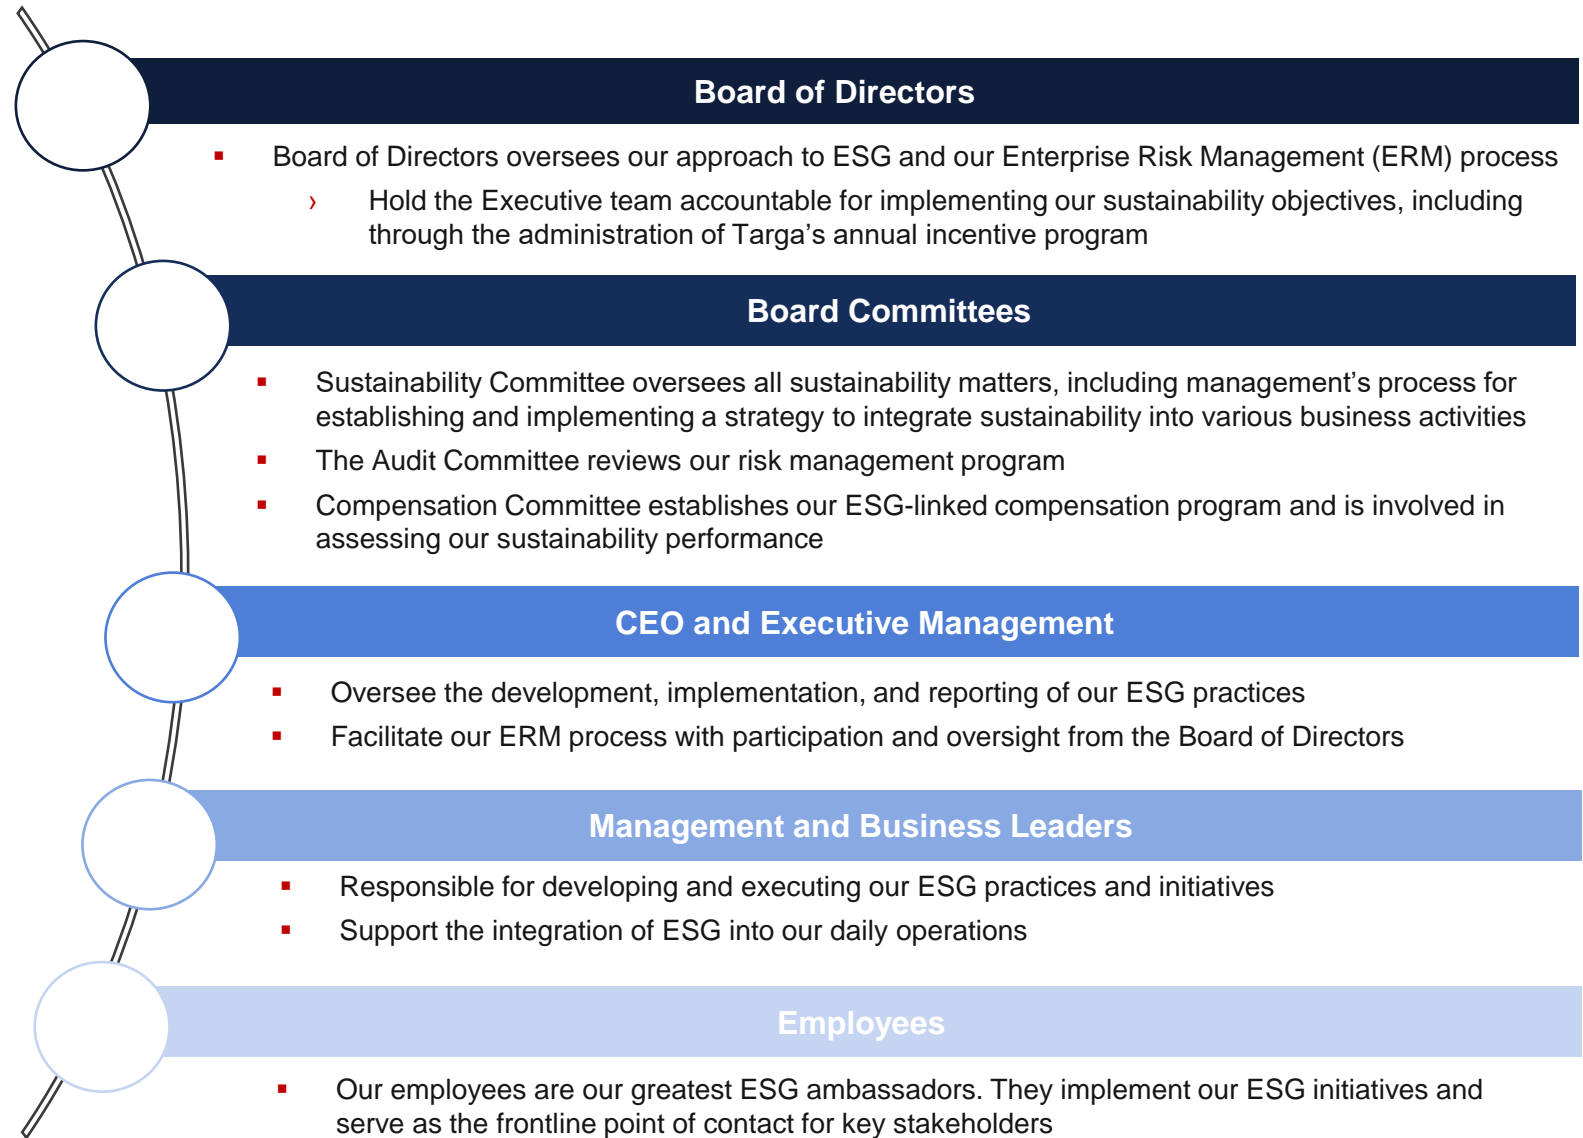 Board of Directors
▪ Board of Directors oversees our approach to ESG and our Enterprise Risk Management (ERM) process
› Hold the Executive team accountable for implementing our sustainability objectives, including
through the administration of Targa’s annual incentive program
Board Committees
▪ Sustainability Committee oversees all sustainability matters, including management’s process for
establishing and implementing a strategy to integrate sustainability into various business activities
▪ The Audit Committee reviews our risk management program
▪ Compensation Committee establishes our ESG-linked compensation program and is involved in
assessing our sustainability performance
CEO and Executive Management
▪ Oversee the development, implementation, and reporting of our ESG practices
▪ Facilitate our ERM process with participation and oversight from the Board of Directors
Management and Business Leaders
▪ Responsible for developing and executing our ESG practices and initiatives
▪ Support the integration of ESG into our daily operations
Employees
▪ Our employees are our greatest ESG ambassadors. They implement our ESG initiatives and
serve as the frontline point of contact for key stakeholders